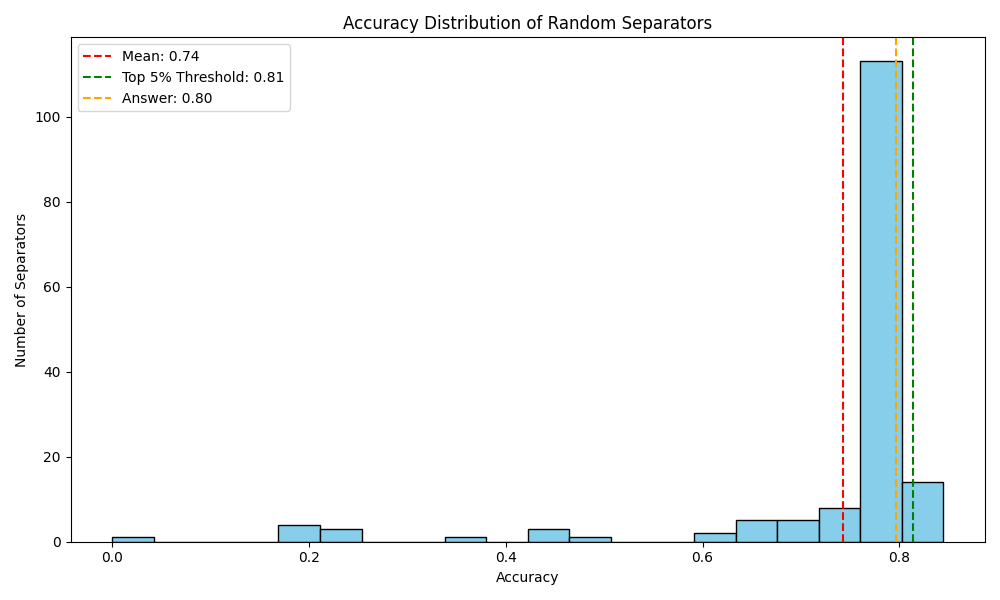 Accuracy Distribution of Random Separators
Mean: 0.74
Top 5% Threshold: 0.81
Answer: 0.80
Number of Separators
100
80
60
40
20
0
0.0 0.2 0.4 0.6 0.8
Accuracy